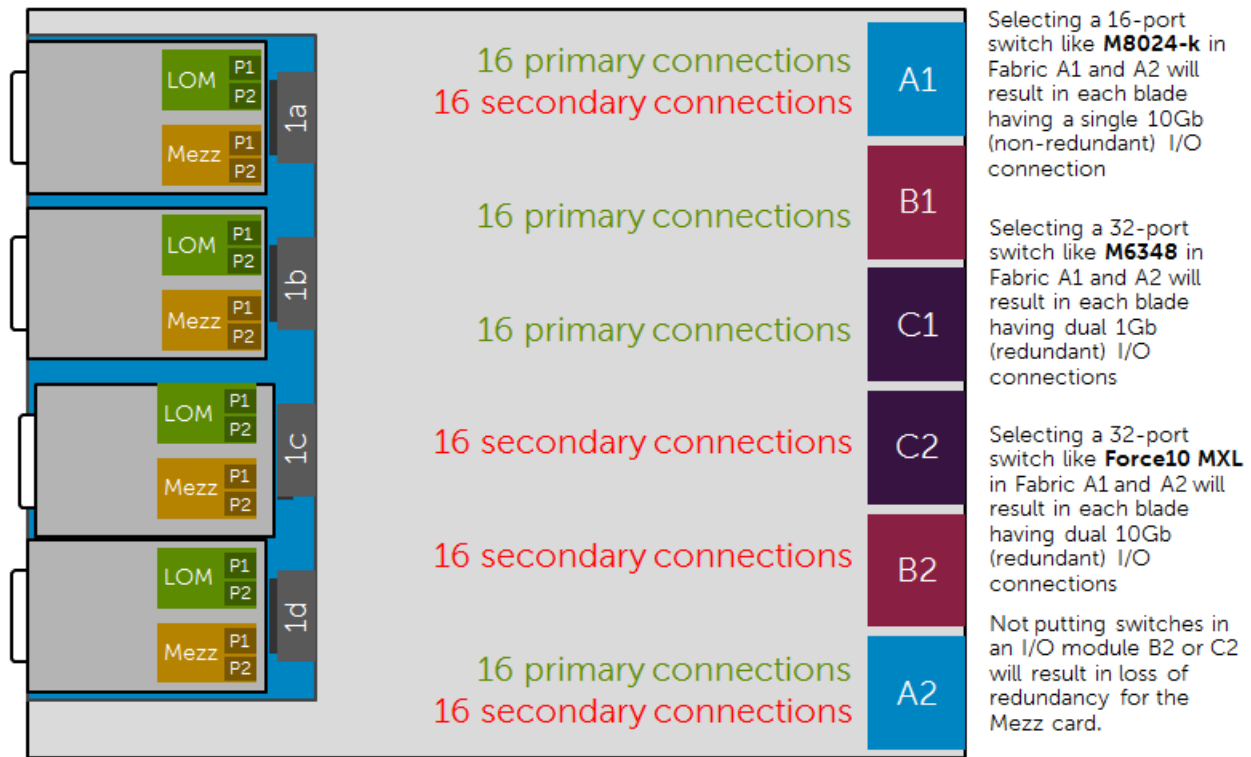 LOM
P1
P2
Mezz
P1
P2
1a
LOM
P1
P2
Mezz
P1
P2
1b
LOM
P1
P2
Mezz
P1
P2
1c
LOM
P1
P2
Mezz
P1
P2
1d
16 primary connections
16 secondary connections
A1
16 primary connections
B1
16 primary connections
C1
16 secondary connections
C2
16 secondary connections
B2
16 primary connections
16 secondary connections
A2
Selecting a 16-port
switch like M8024-k in
Fabric A1 and A2 will
result in each blade
having a single 10Gb
(non-redundant) I/O
connection
Selecting a 32-port
switch like M6348 in
Fabric A1 and A2 will
result in each blade
having dual 1Gb
(redundant) I/O
connections
Selecting a 32-port
switch like Force10 MXL
in Fabric A1 and A2 will
result in each blade
having dual 10Gb
(redundant) I/O
connections
Not putting switches in
an I/O module B2 or C2
will result in loss of
redundancy for the
Mezz card.